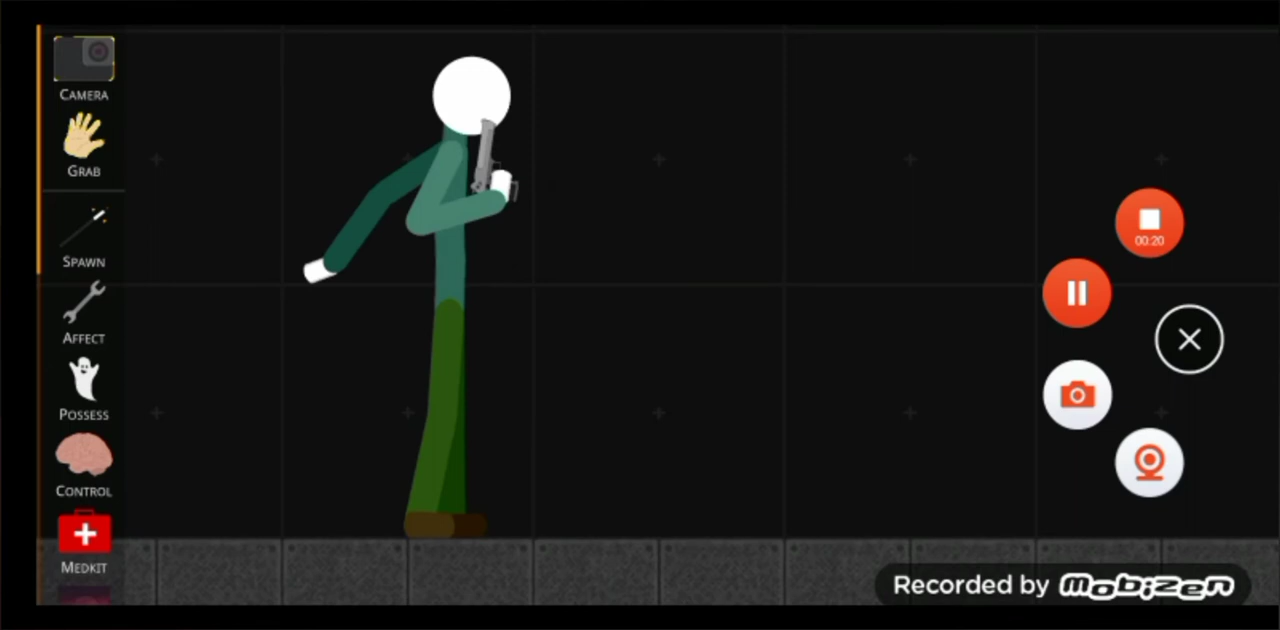 CAMERA
GRAB
SPAWN
AFFECT
POSSESS
CONTROL
MEDKIT
00:20
Recorded by mobizen